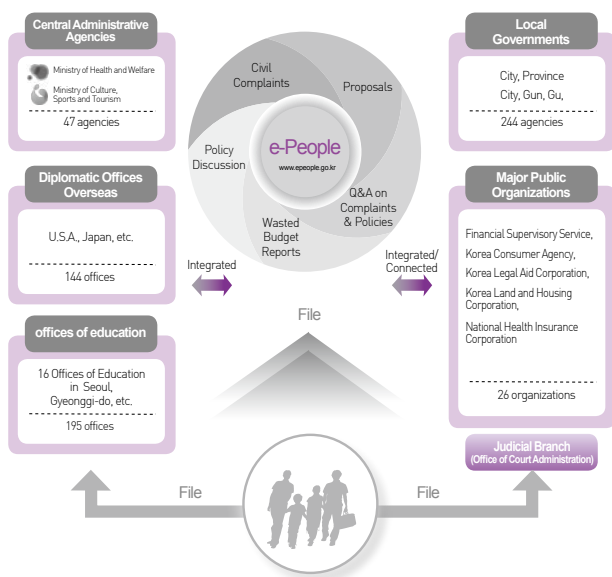 Central Administrative
Agencies
Ministry of Health and Welfare
Ministry of Culture,
Sports and Tourism
47 agencies
Diplomatic Offices
Overseas
U.S.A., Japan, etc.
144 offices
offices of education
16 Offices of Education
in Seoul,
Gyeonggi-do, etc.
195 offices
Civil
Complaints
Proposals
Policy
Discussion
e-People
www.epeople.go.kr
Q&A on
Complaints
& Policies
Wasted
Budget
Reports
Integrated
Integrated/
Connected
File
Local
Governments
City, Province
City, Gun, Gu,
244 agencies
Major Public
Organizations
Financial Supervisory Service,
Korea Consumer Agency,
Korea Legal Aid Corporation,
Korea Land and Housing
Corporation,
National Health Insurance
Corporation
26 organizations
Judicial Branch
(Office of Court Administration)
File
File